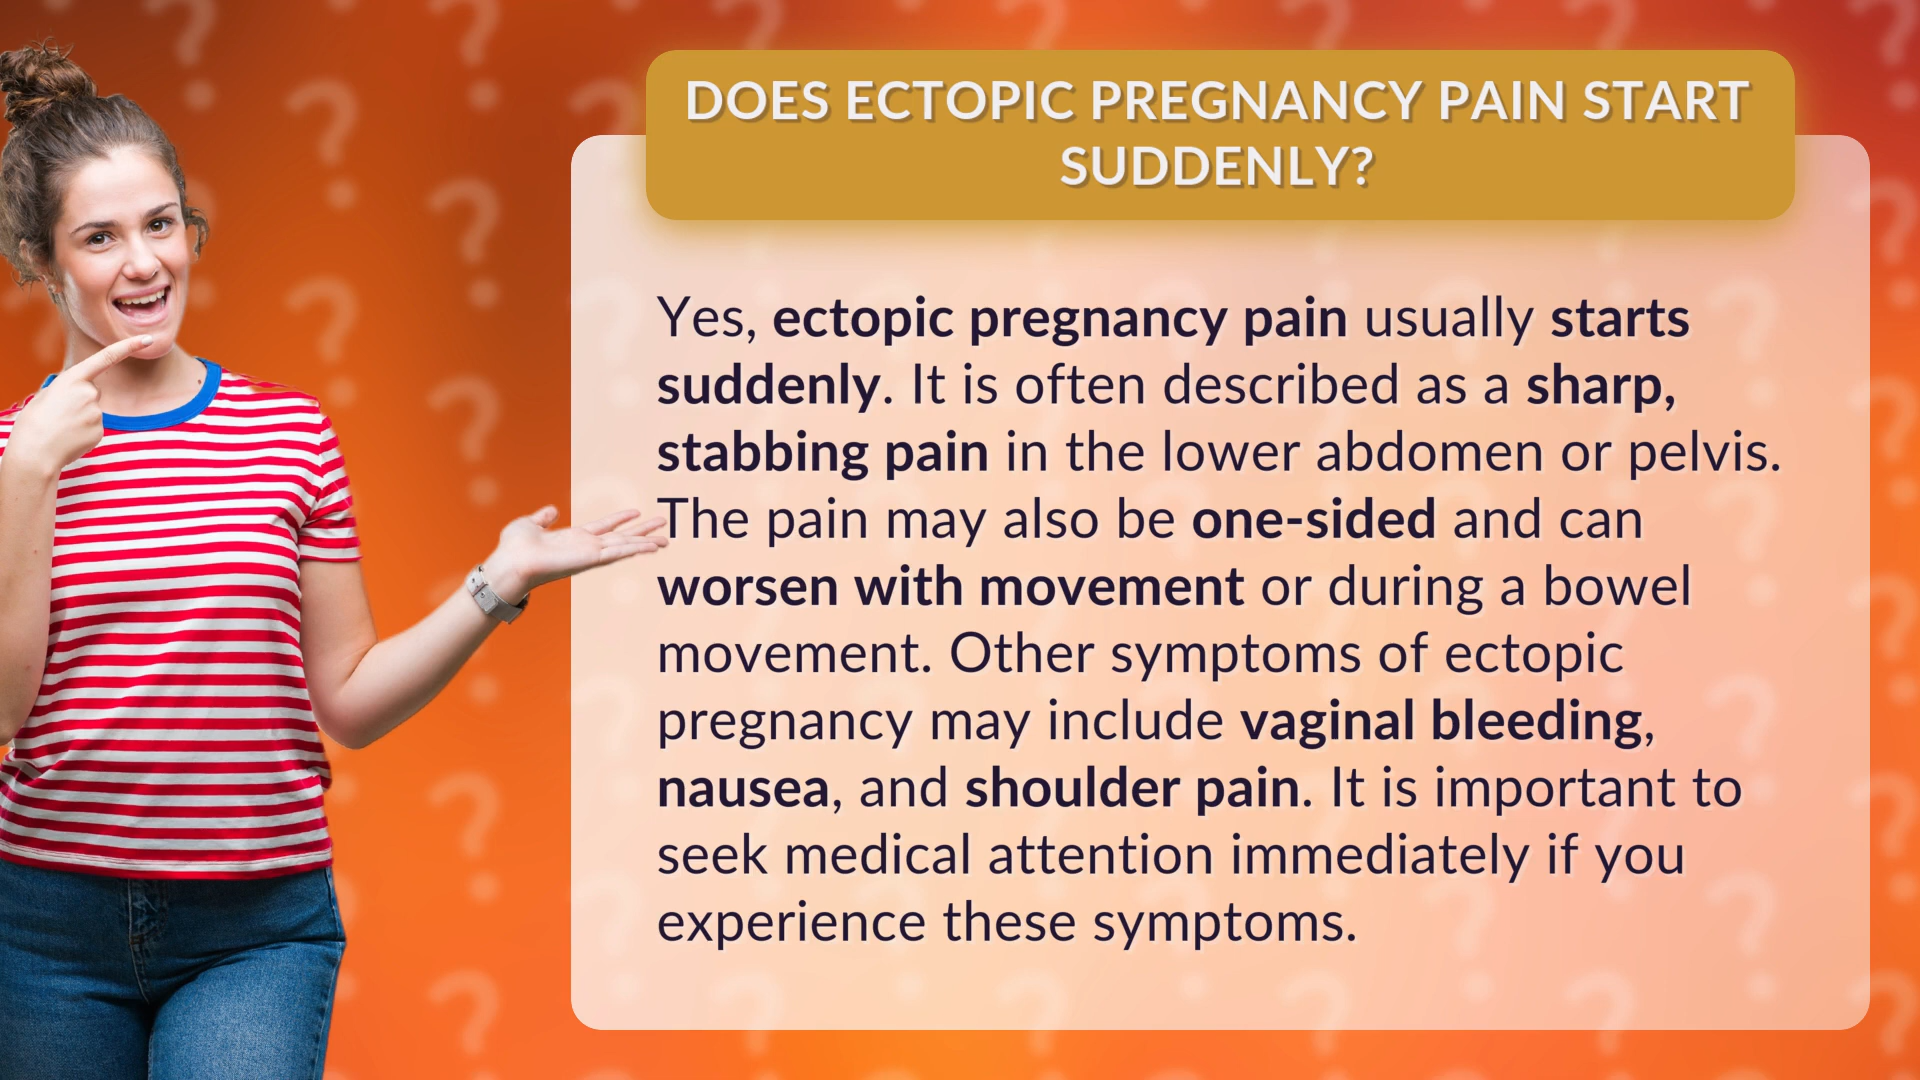 DOES ECTOPIC PREGNANCY PAIN START
SUDDENLY?
Yes, ectopic pregnancy pain usually starts
suddenly. It is often described as a sharp,
stabbing pain in the lower abdomen or pelvis.
The pain may also be one-sided and can
worsen with movement or during a bowel
movement. Other symptoms of ectopic
pregnancy may include vaginal bleeding,
nausea, and shoulder pain. It is important to
seek medical attention immediately if you
experience these symptoms.